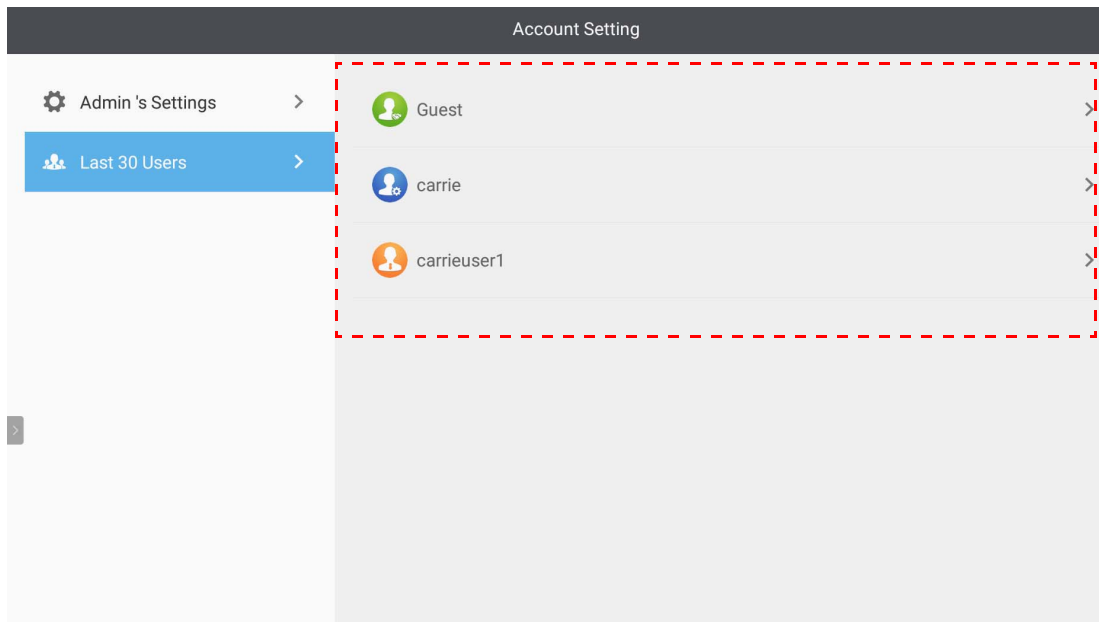 Account Setting
Admin 's Settings
Last 30 Users
Guest
carrie
carrieuser1